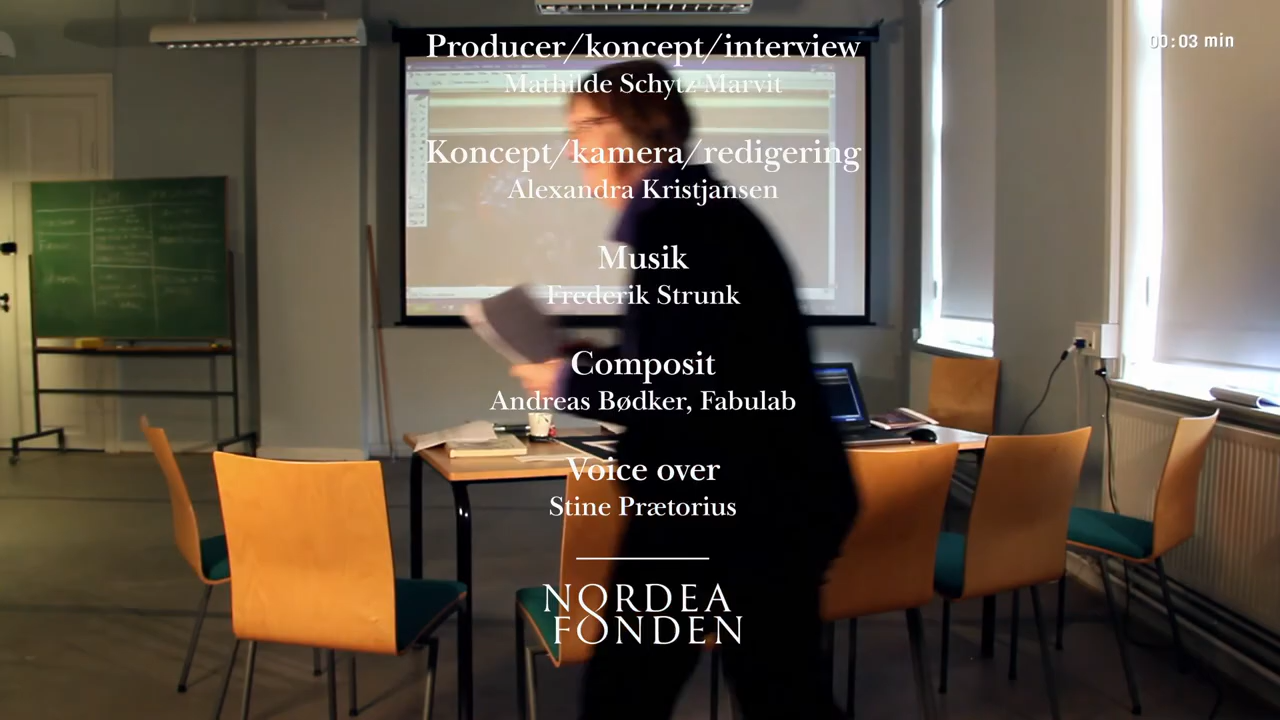 00:03 min
Producer/koncept/interview
Mathilde Schytz Marvit
Koncept/kamera/redigering
Alexandra Kristjansen
Musik
Frederik Strunk
Composit
Andreas Bødker, Fabulab
Voice over
Stine Prætorius
NORDEA
FONDEN